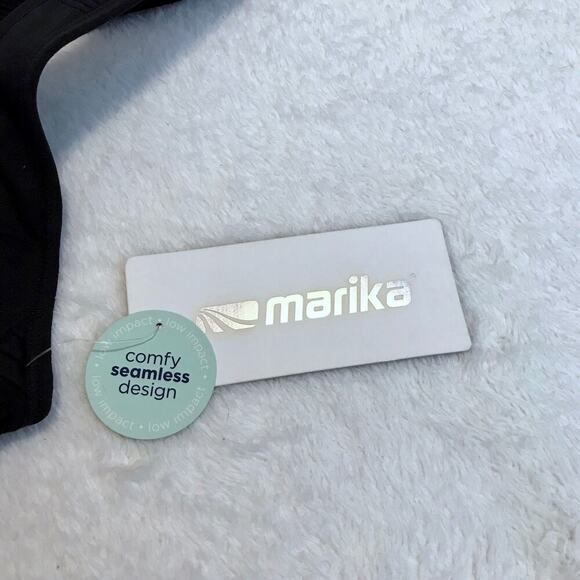 marika
low impact • low impact • low impact • low impact •
comfy
seamless
design